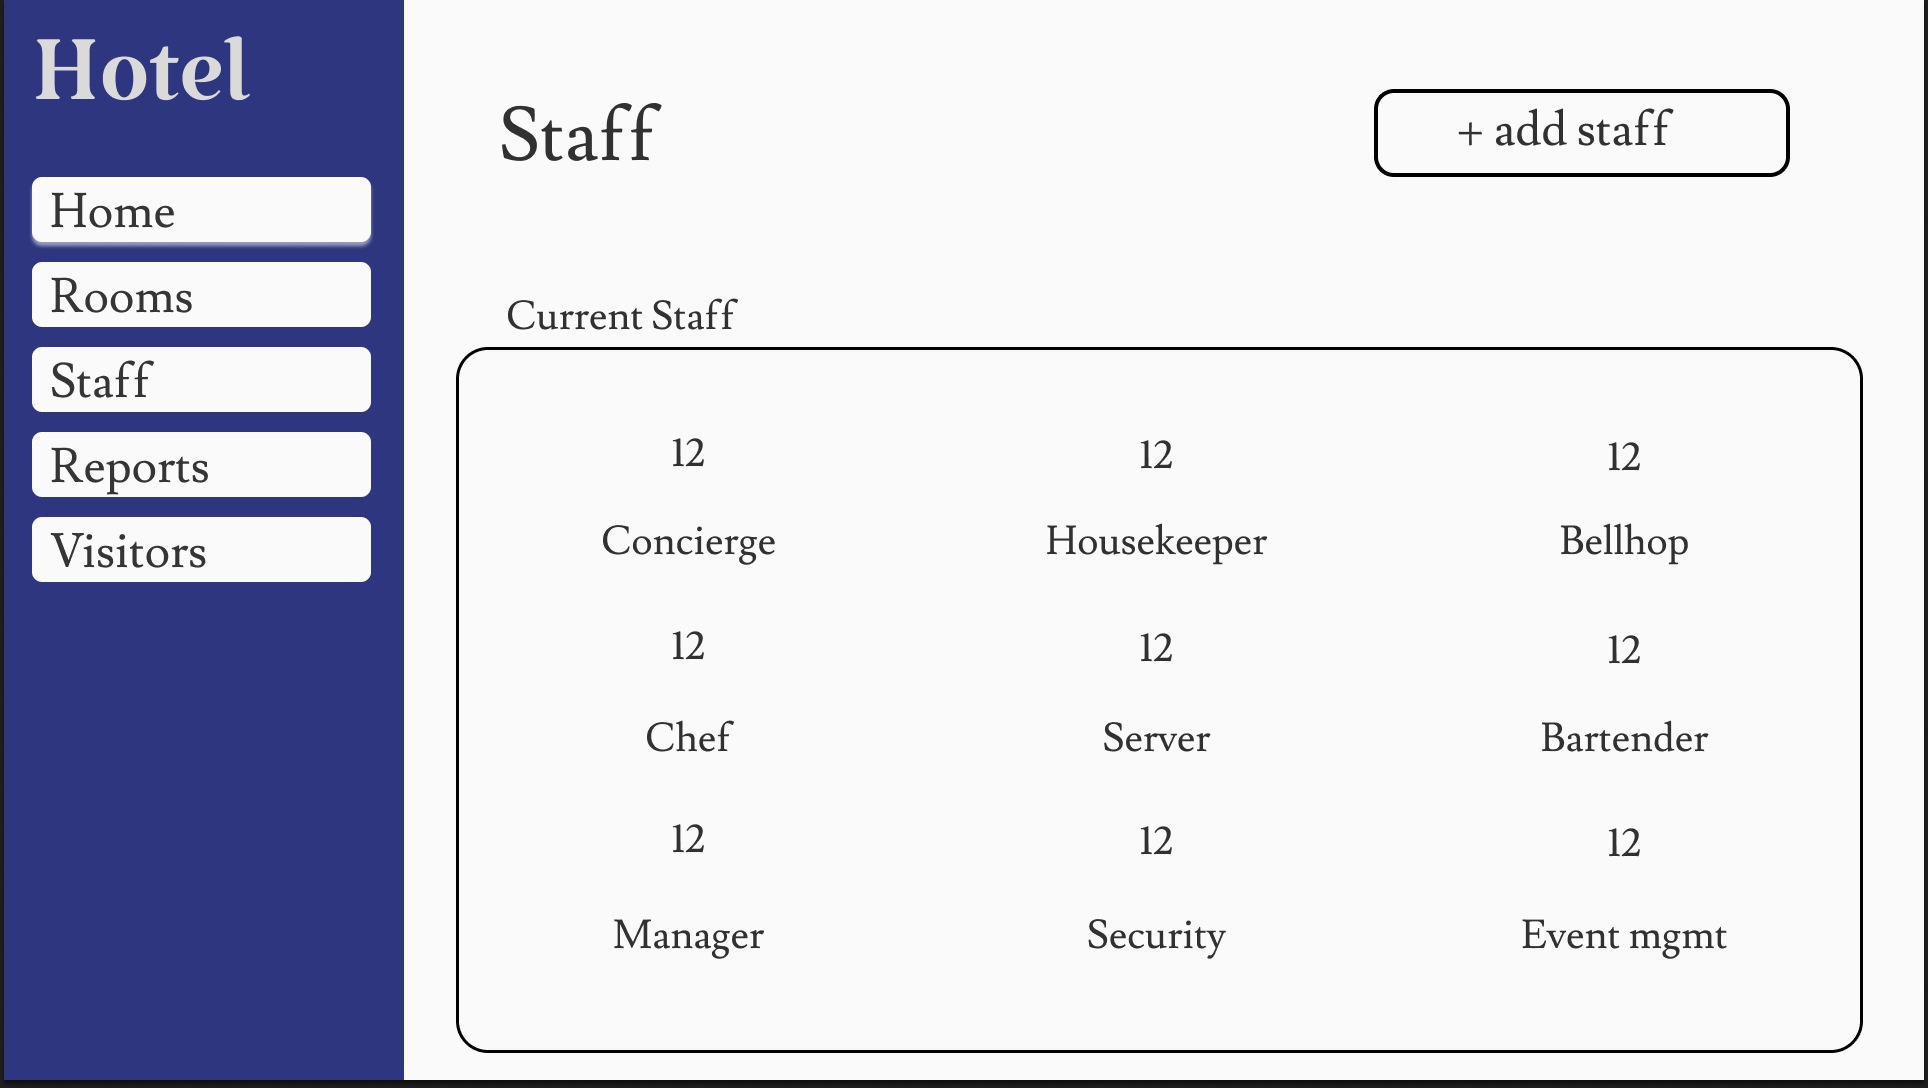 Hotel
Home
Rooms
Staff
Reports
Visitors
Staff
+ add staff
Current Staff
12 12 12
Concierge Housekeeper Bellhop
12 12 12
Chef Server Bartender
12 12 12
Manager Security Event mgmt